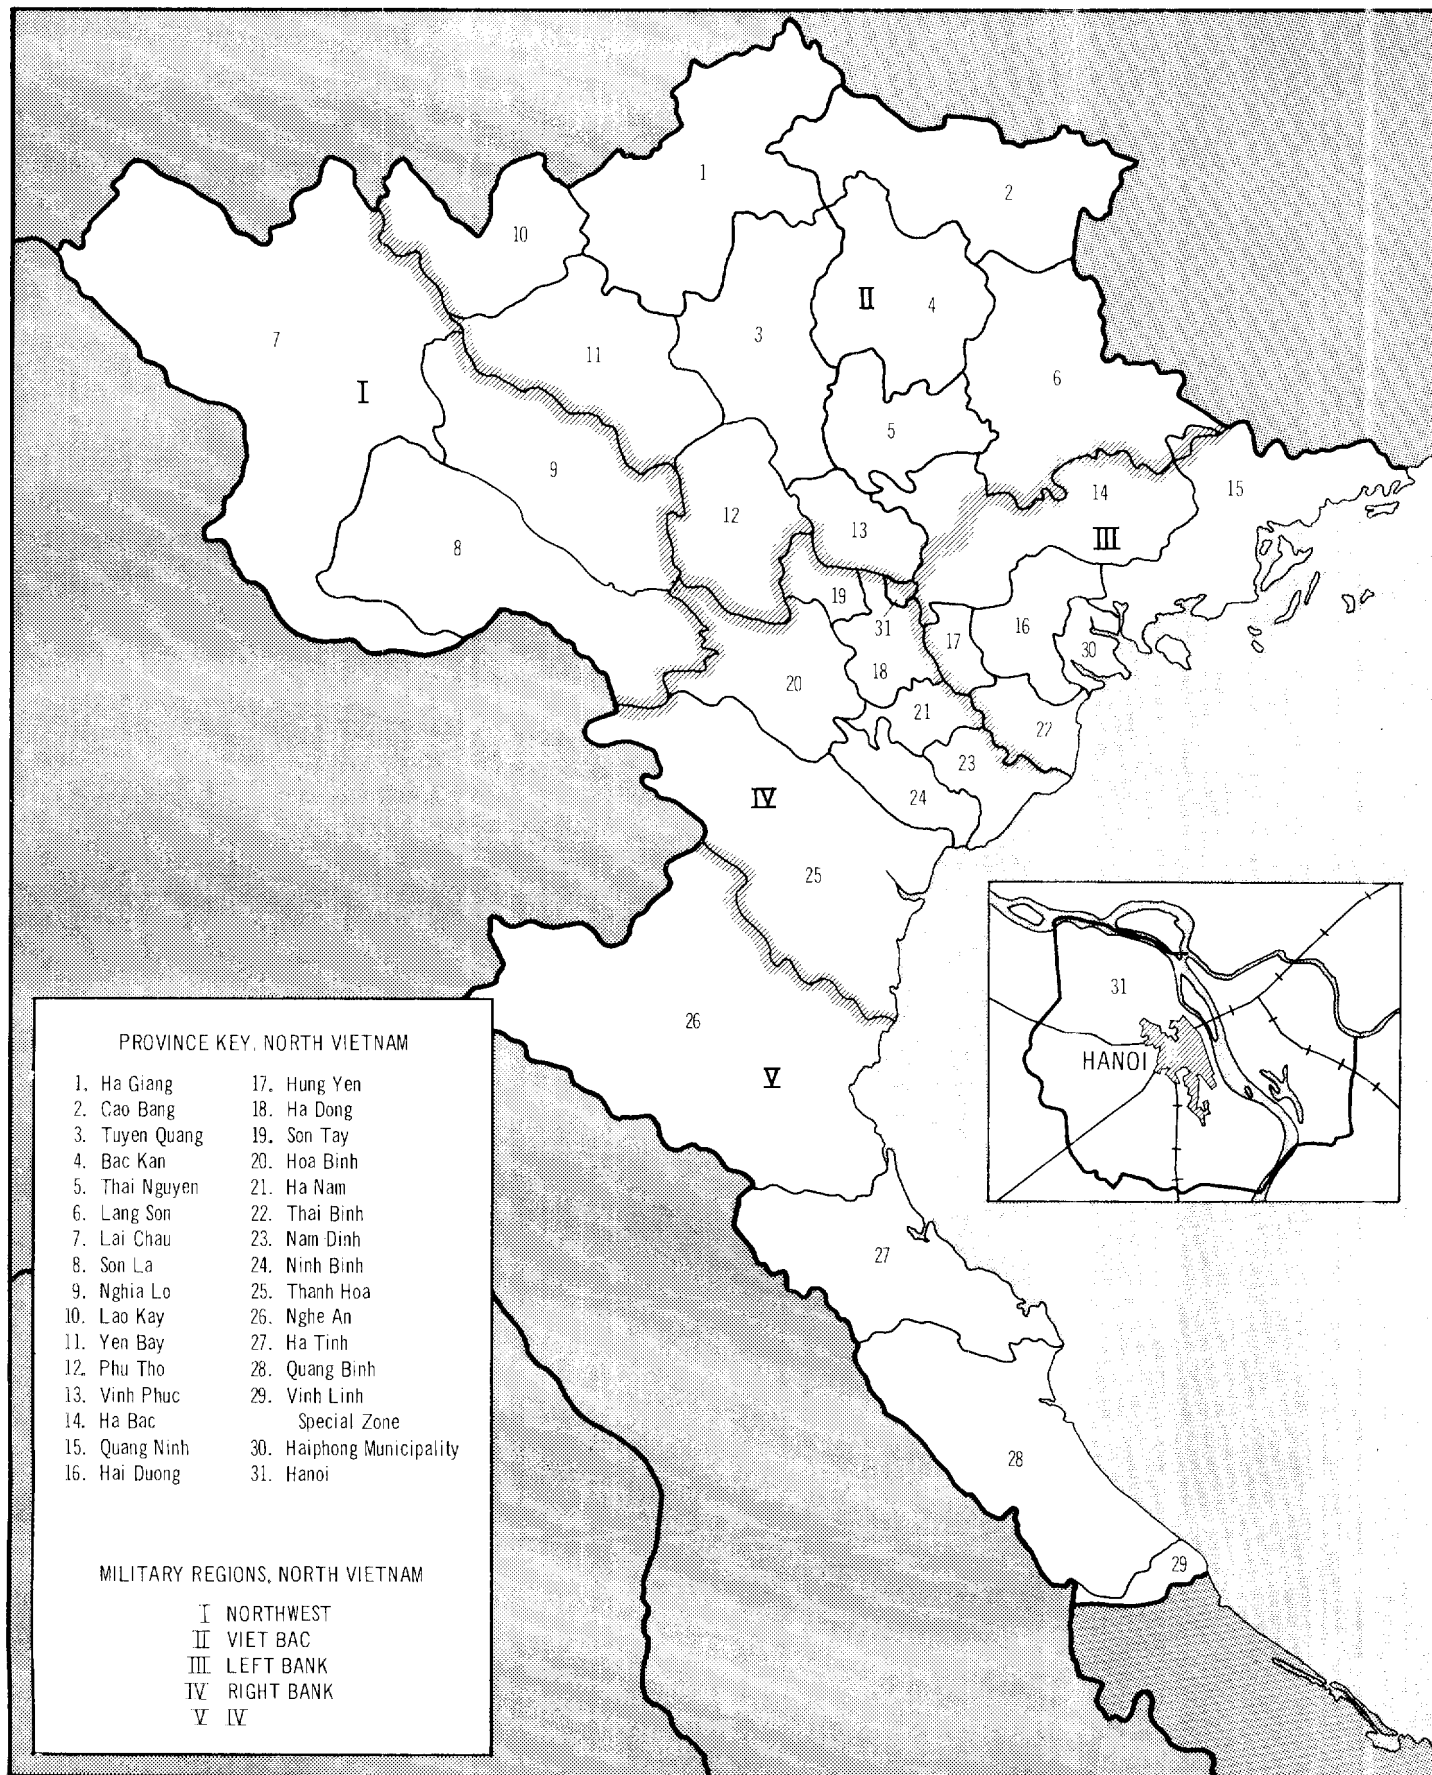 1
2
10
II
4
7
3
11
6
I
5
9
14
15
12
13
III
8
19
31
17
16
30
18
20
21
22
23
IV
24
25
31
HANOI
26
V
27
28
29
PROVINCE KEY, NORTH VIETNAM
1. Ha Giang
2. Cao Bang
3. Tuyen Quang
4. Bac Kan
5. Thai Nguyen
6. Lang Son
7. Lai Chau
8. Son La
9. Nghia Lo
10. Lao Kay
11. Yen Bay
12. Phu Tho
13. Vinh Phuc
14. Ha Bac
15. Quang Ninh
16. Hai Duong
17. Hung Yen
18. Ha Dong
19. Son Tay
20. Hoa Binh
21. Ha Nam
22. Thai Binh
23. Nam Dinh
24. Ninh Binh
25. Thanh Hoa
26. Nghe An
27. Ha Tinh
28. Quang Binh
29. Vinh Linh
Special Zone
30. Haiphong Municipality
31. Hanoi
MILITARY REGIONS, NORTH VIETNAM
I NORTHWEST
II VIET BAC
III LEFT BANK
IV RIGHT BANK
V IV